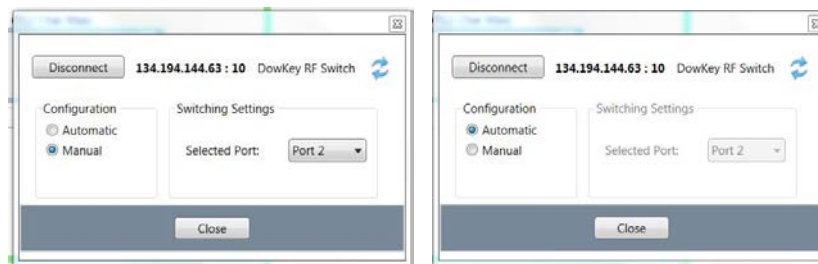 Disconnect 134.194.144.63 : 10 DowKey RF Switch
Configuration Switching Settings
Automatic
Manual Selected Port: Port 2
Close
Disconnect 134.194.144.63 : 10 DowKey RF Switch
Configuration Switching Settings
Automatic
Manual Selected Port: Port 2
Close